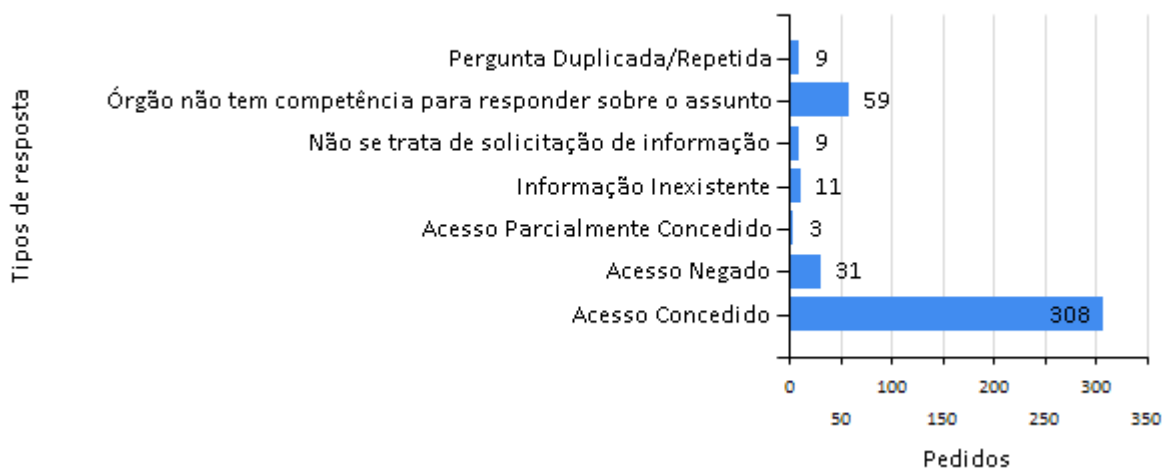 Tipos de resposta
Pergunta Duplicada/Repetida
9
Órgão não tem competência para responder sobre o assunto
59
Não se trata de solicitação de informação
9
Informação Inexistente
11
Acesso Parcialmente Concedido
3
Acesso Negado
31
Acesso Concedido
308
0 100 200 300
50 150 250 350
Pedidos